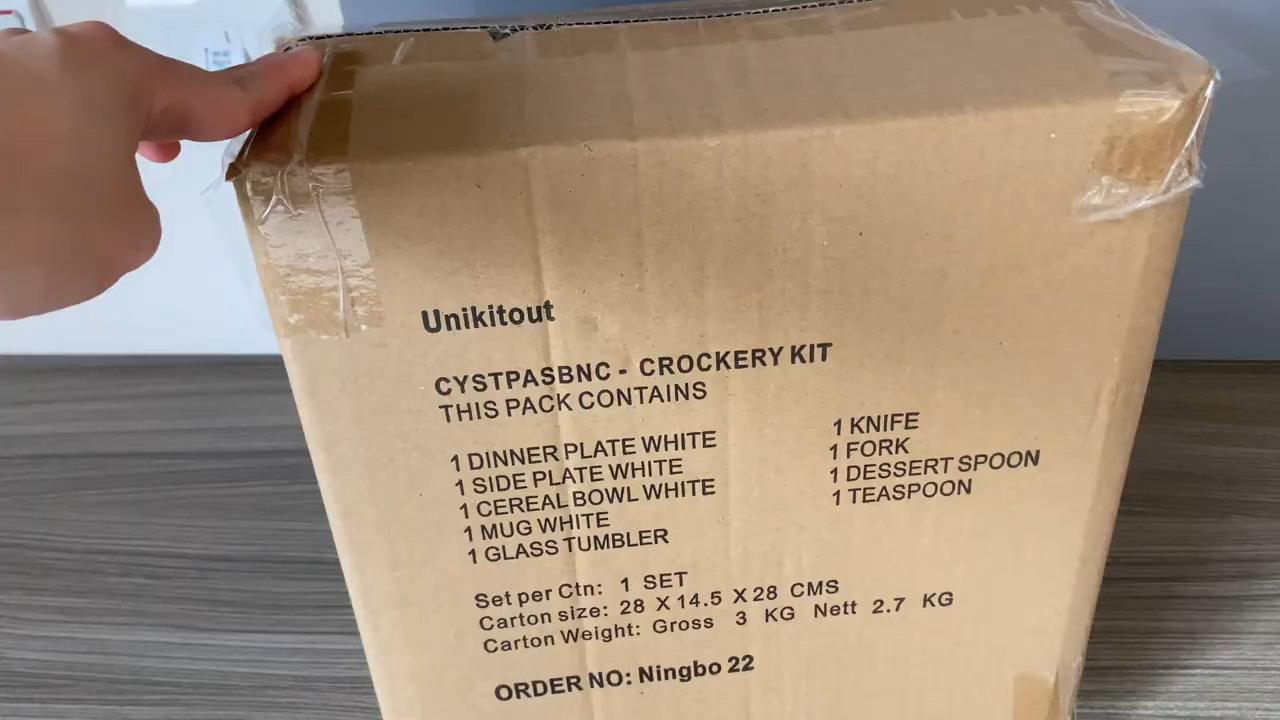 Unikitout
CYSTPASBNC - CROCKERY KIT
THIS PACK CONTAINS
1 DINNER PLATE WHITE
1 SIDE PLATE WHITE
1 CEREAL BOWL WHITE
1 MUG WHITE
1 GLASS TUMBLER
1 KNIFE
1 FORK
1 DESSERT SPOON
1 TEASPOON
Set per Ctn: 1 SET
Carton size: 28 X 14.5 X 28 CMS
Carton Weight: Gross 3 KG Nett 2.7 KG
ORDER NO: Ningbo 22